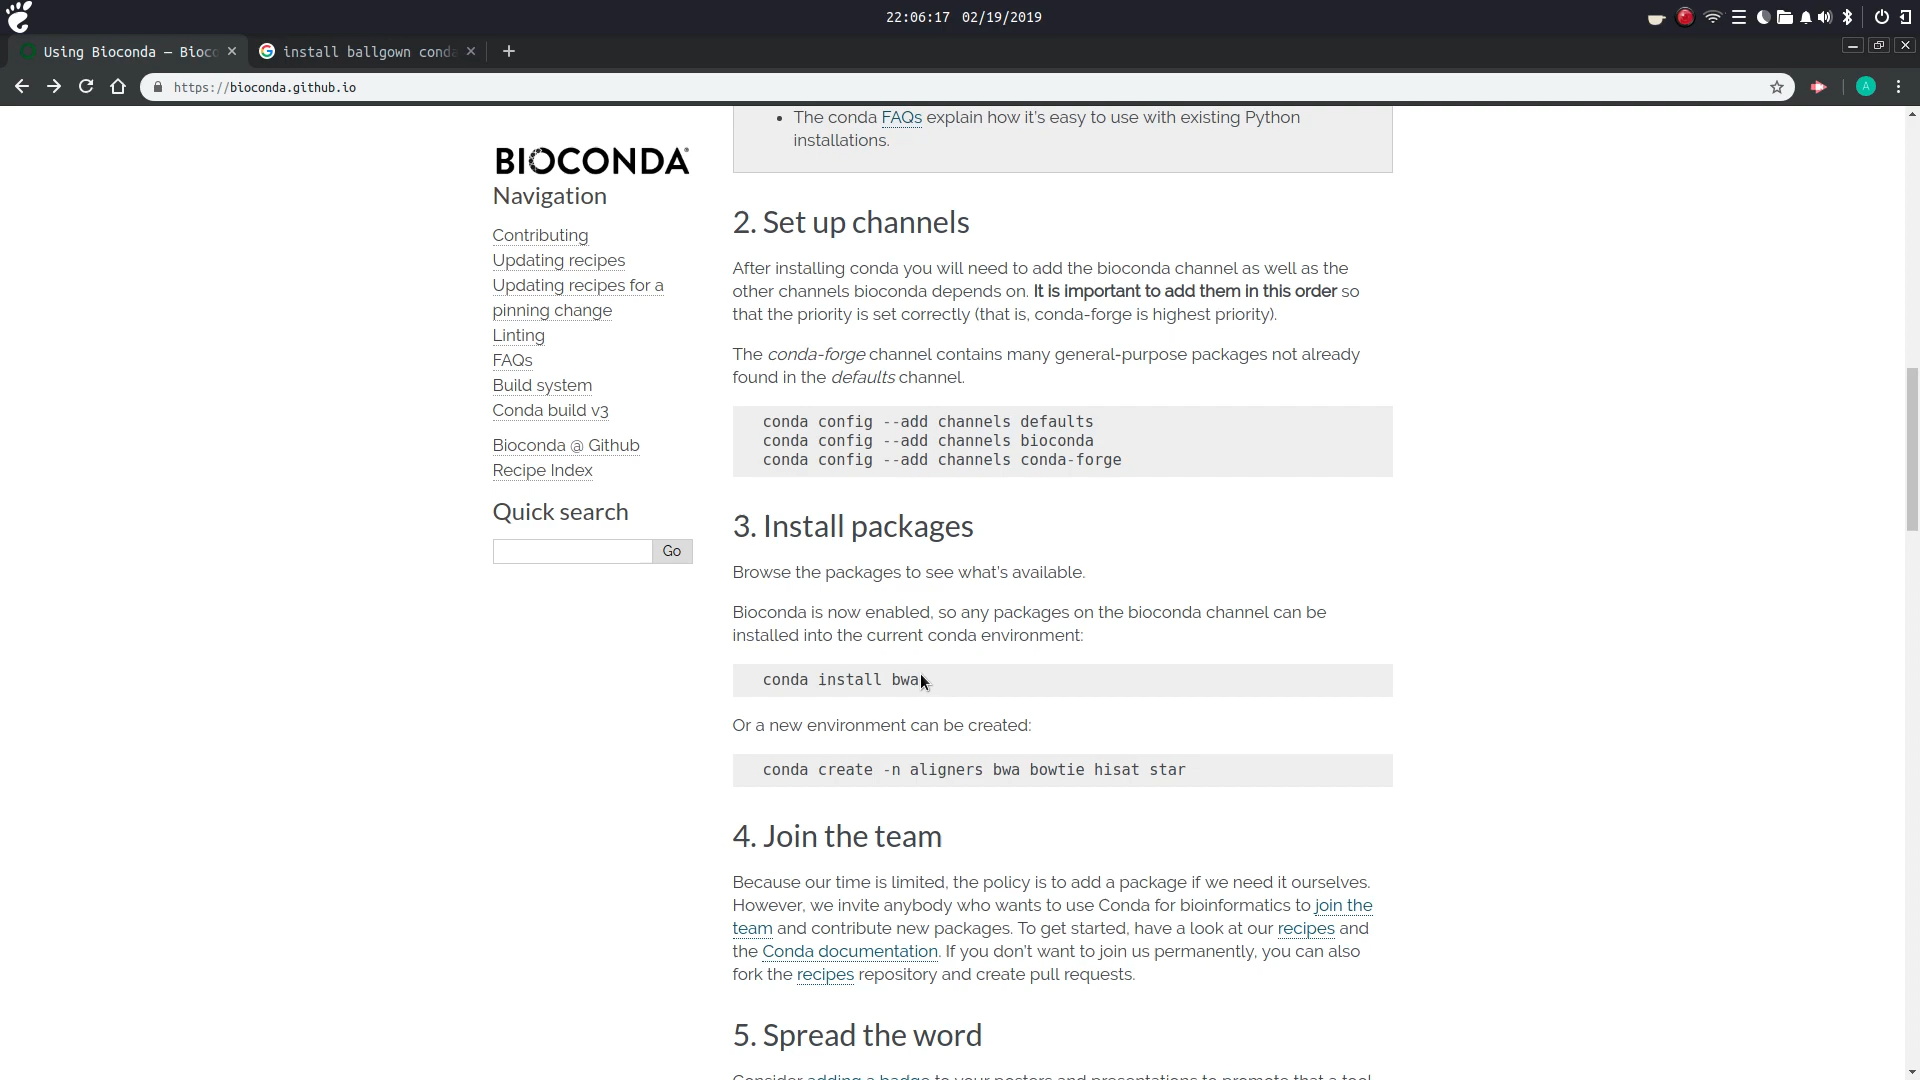 22:06:17 02/19/2019
Using Bioconda — Bioco
install ballgown conda
https://bioconda.github.io
A
The conda FAQs explain how it's easy to use with existing Python
installations.
BIOCONDA
Navigation
Contributing
Updating recipes
Updating recipes for a
pinning change
Linting
FAQs
Build system
Conda build v3
Bioconda @ Github
Recipe Index
Quick search
Go
2. Set up channels
After installing conda you will need to add the bioconda channel as well as the
other channels bioconda depends on. It is important to add them in this order so
that the priority is set correctly (that is, conda-forge is highest priority).
The conda-forge channel contains many general-purpose packages not already
found in the defaults channel.
conda config --add channels defaults
conda config --add channels bioconda
conda config --add channels conda-forge
3. Install packages
Browse the packages to see what's available.
Bioconda is now enabled, so any packages on the bioconda channel can be
installed into the current conda environment:
conda install bwa
Or a new environment can be created:
conda create -n aligners bwa bowtie hisat star
4. Join the team
Because our time is limited, the policy is to add a package if we need it ourselves.
However, we invite anybody who wants to use Conda for bioinformatics to join the
team and contribute new packages. To get started, have a look at our recipes and
the Conda documentation. If you don't want to join us permanently, you can also
fork the recipes repository and create pull requests.
5. Spread the word
Consider adding a badge to your posters and presentations to promote that a tool